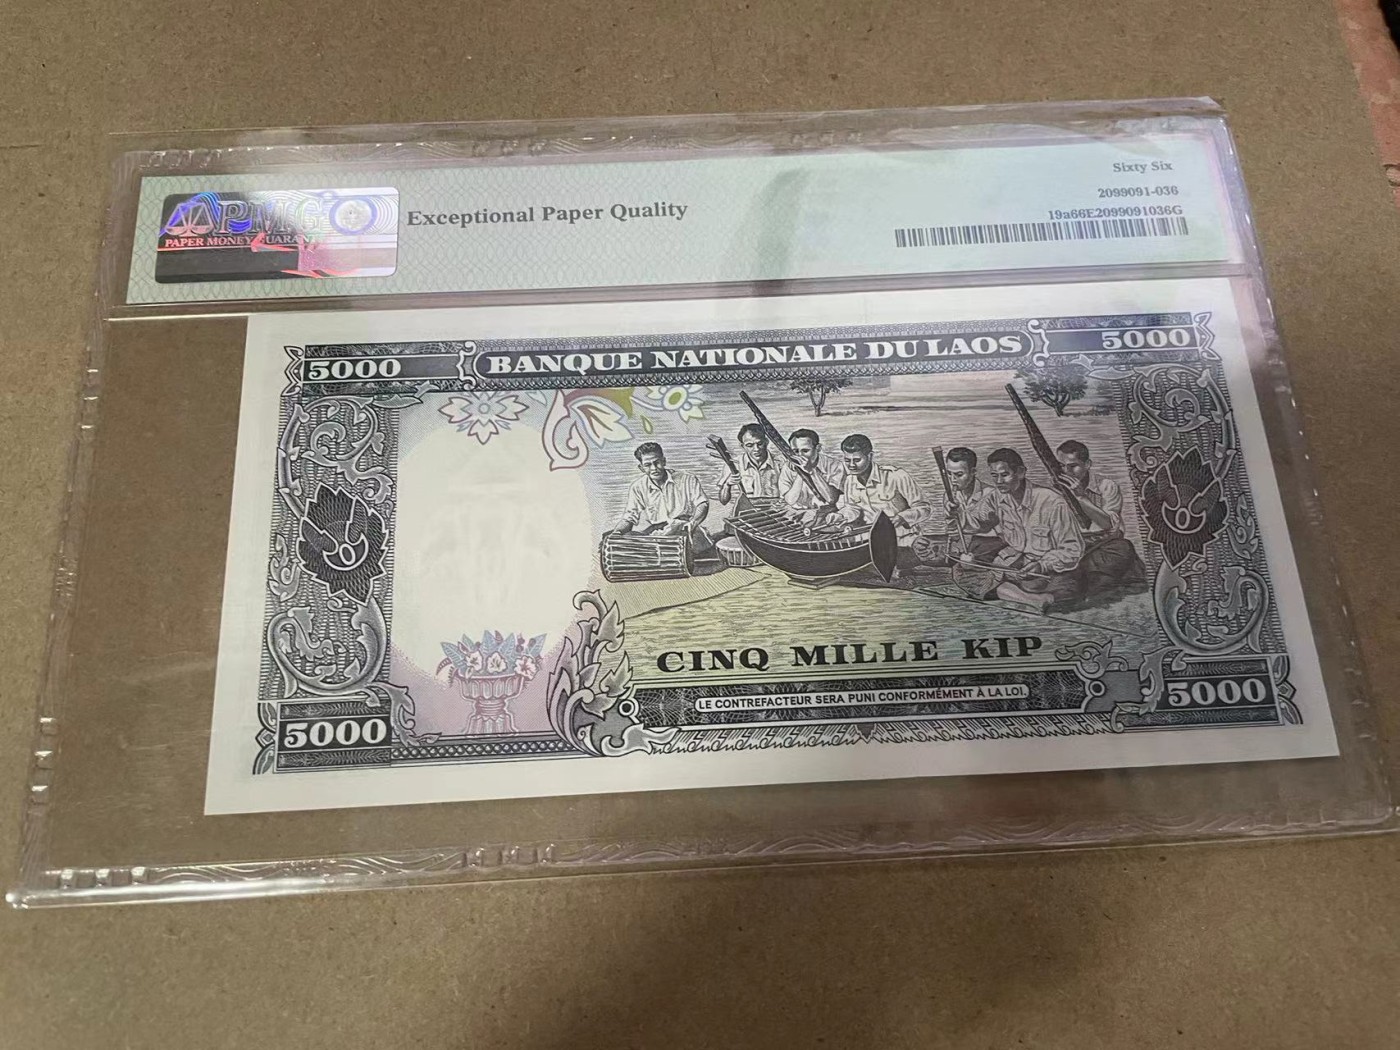 PMG
PAPER MONEY GUARANTY
Exceptional Paper Quality
Sixty Six
2099091-036
19a66E2099091036G
5000
BANQUE NATIONALE DU LAOS
5000
CINQ MILLE KIP
LE CONTREFACTEUR SERA PUNI CONFORMÉMENT À LA LOI.
5000
5000